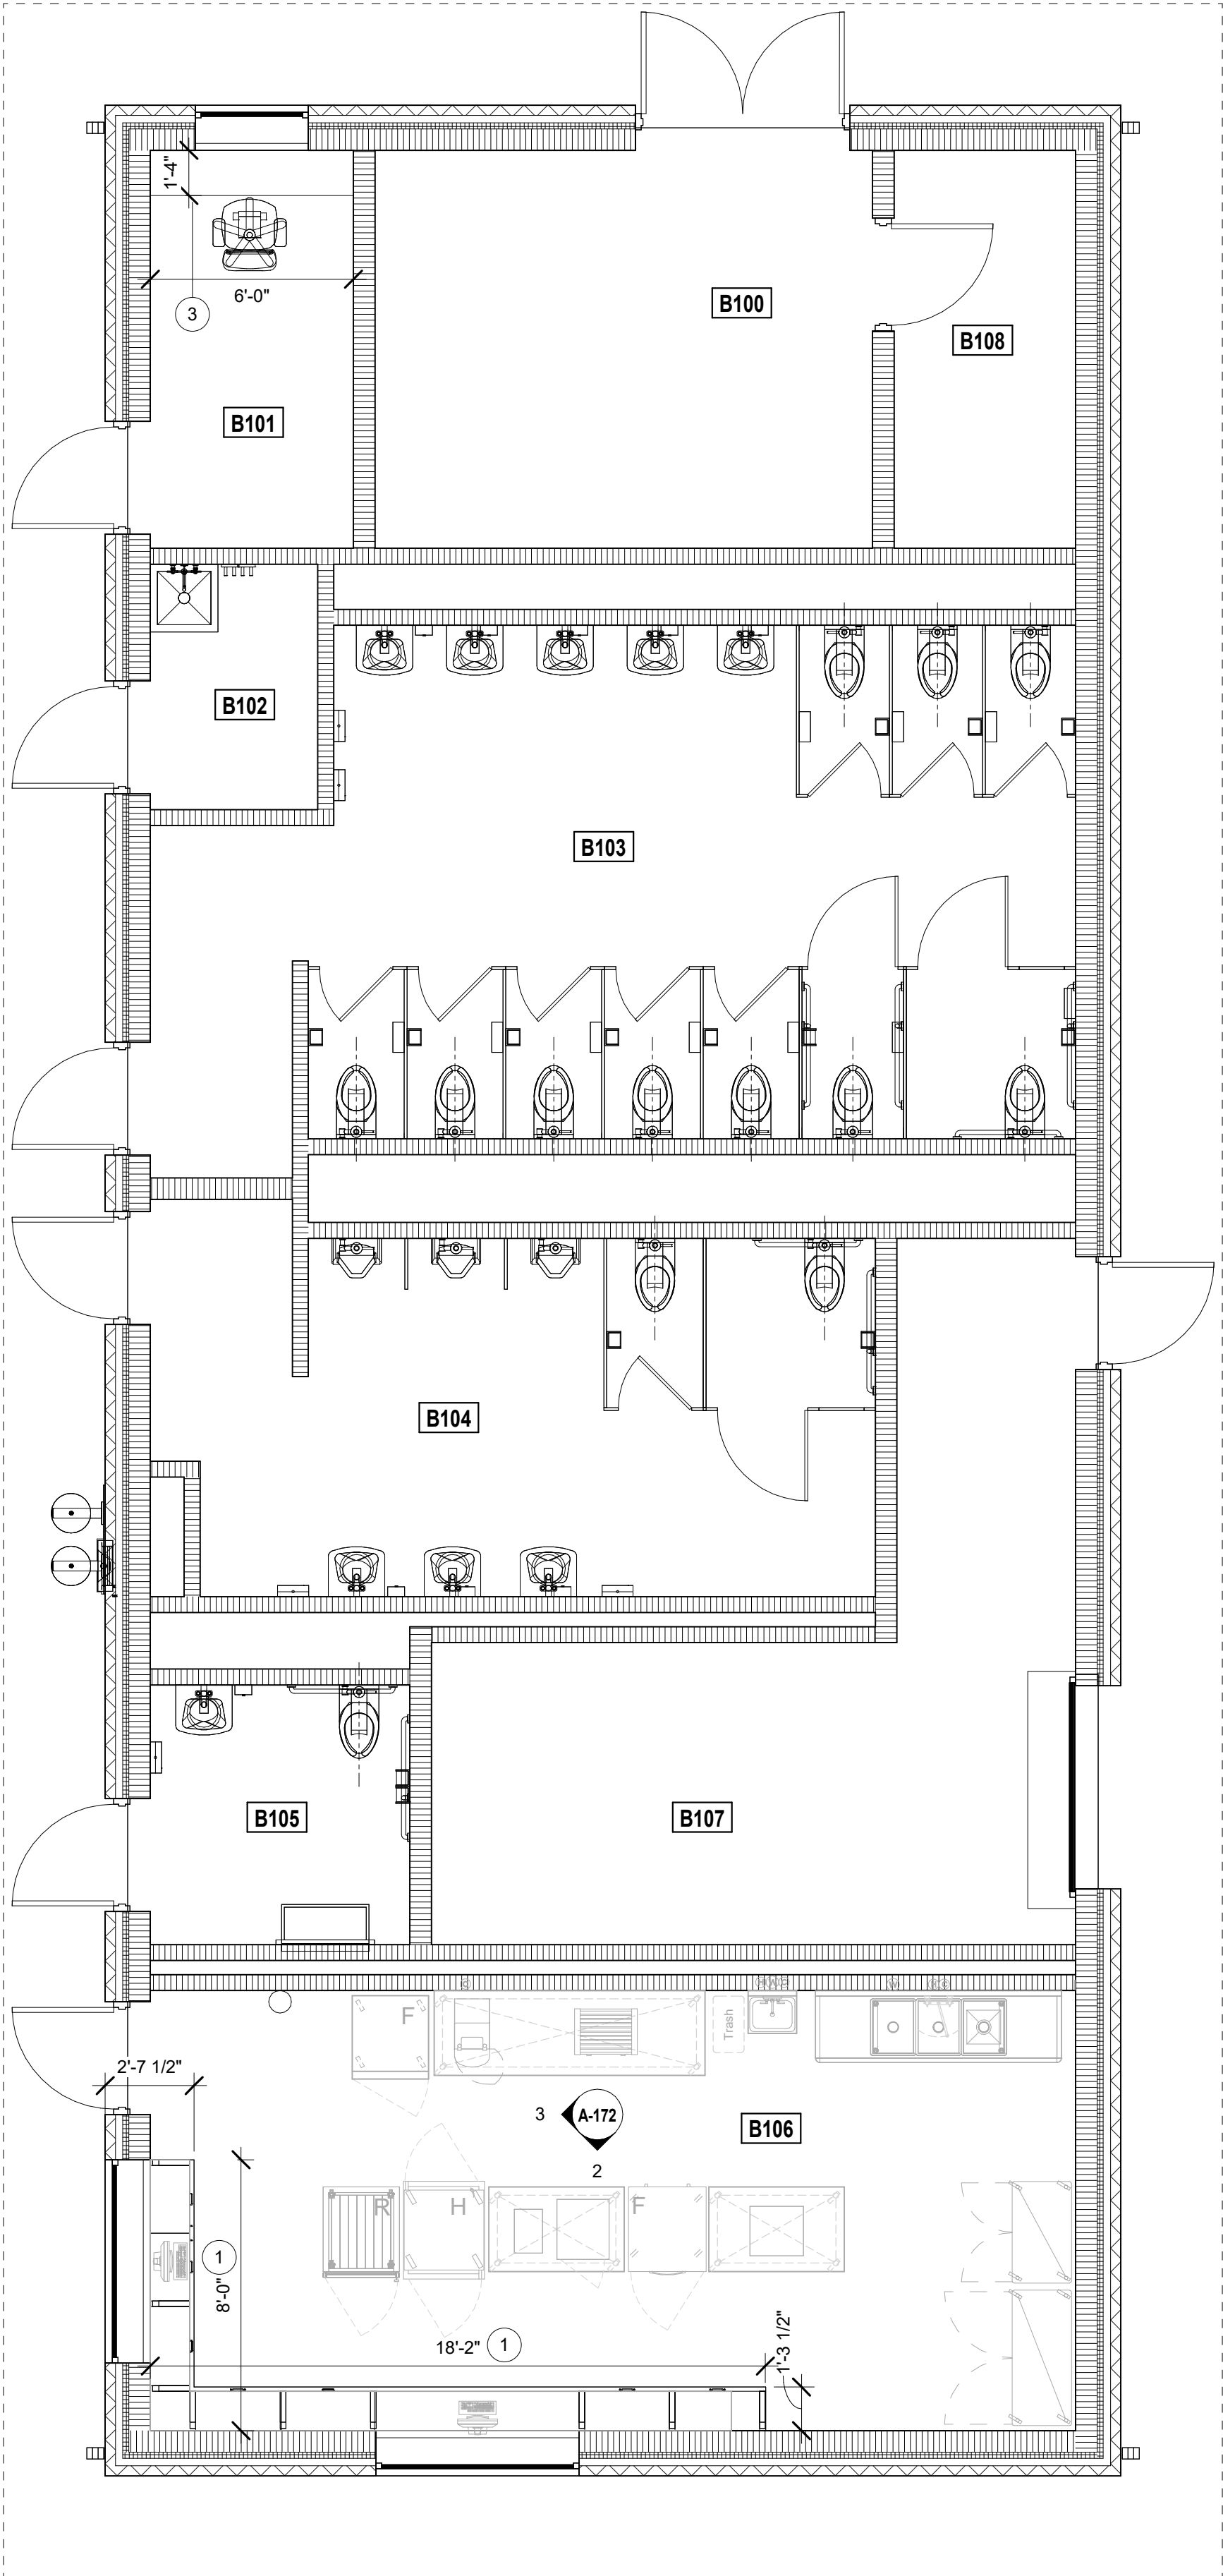 1'-4"
6'-0"
3
B100
B108
B101
B102
B103
B104
B105
B107
F
Trash
W
2'-7 1/2"
3
A-172
B106
2
R
H
F
1
8'-0"
18'-2"
1
1'-3 1/2"